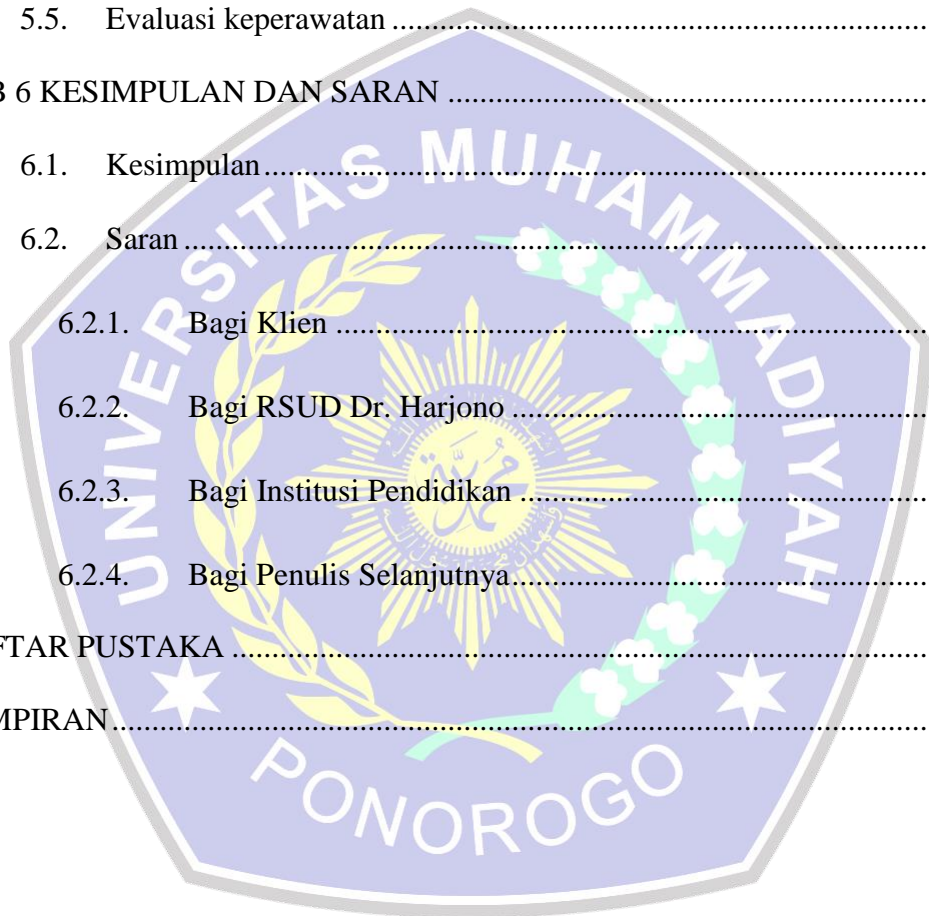 5.5. Evaluasi keperawatan ........................................................................
B 6 KESIMPULAN DAN SARAN ................................................................
6.1. Kesimpulan ........................................................................................
6.2. Saran ..................................................................................................
6.2.1. Bagi Klien ..............................................................................
6.2.2. Bagi RSUD Dr. Harjono ........................................................
6.2.3. Bagi Institusi Pendidikan .......................................................
6.2.4. Bagi Penulis Selanjutnya .......................................................
FTAR PUSTAKA ..........................................................................................
MPIRAN ........................................................................................................
UNIVERSITAS MUHAMMADIYAH
محمد
PONOROGO